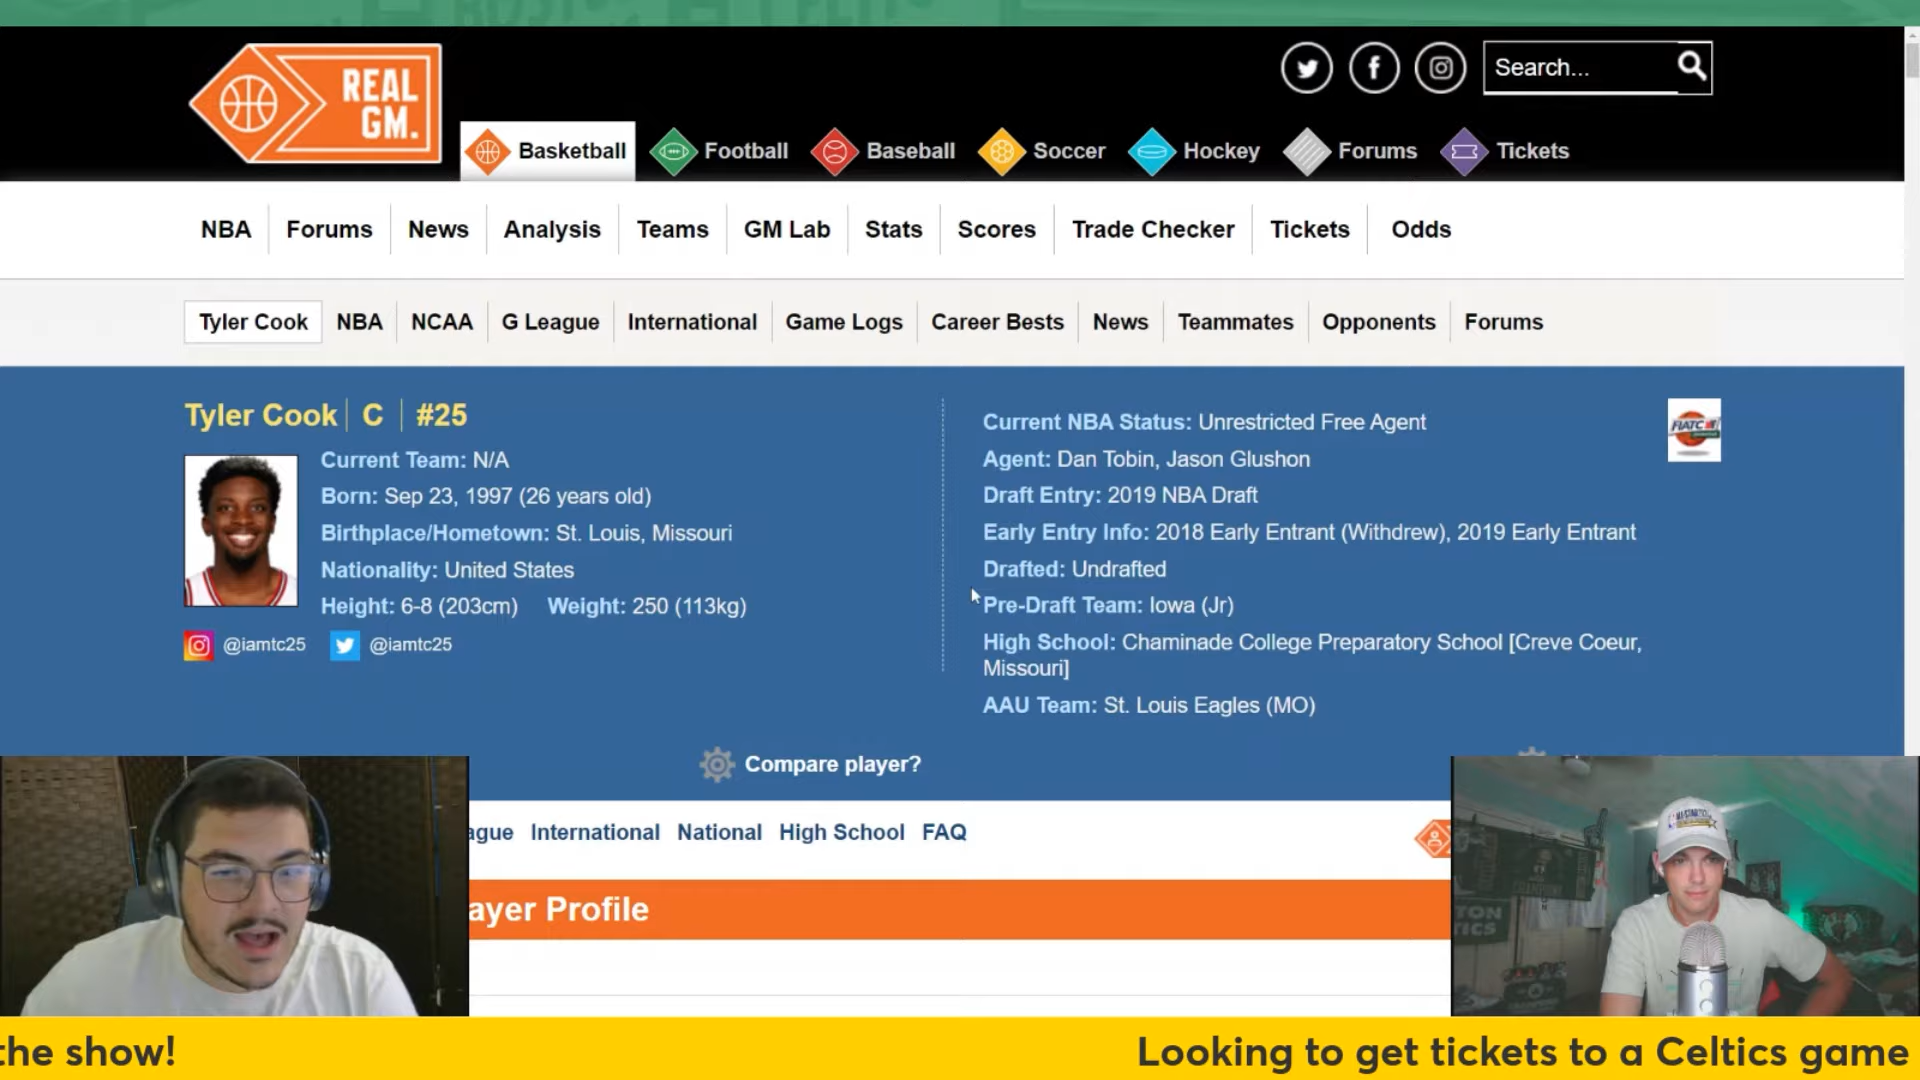 REAL
GM.
Search...
Basketball
Football
Baseball
Soccer
Hockey
Forums
Tickets
NBA
Forums
News
Analysis
Teams
GM Lab
Stats
Scores
Trade Checker
Tickets
Odds
Tyler Cook
NBA
NCAA
G League
International
Game Logs
Career Bests
News
Teammates
Opponents
Forums
Tyler Cook C #25
Current Team: N/A
Born: Sep 23, 1997 (26 years old)
Birthplace/Hometown: St. Louis, Missouri
Nationality: United States
Height: 6-8 (203cm) Weight: 250 (113kg)
@iamtc25 @iamtc25
Current NBA Status: Unrestricted Free Agent
Agent: Dan Tobin, Jason Glushon
Draft Entry: 2019 NBA Draft
Early Entry Info: 2018 Early Entrant (Withdrew), 2019 Early Entrant
Drafted: Undrafted
Pre-Draft Team: Iowa (Jr)
High School: Chaminade College Preparatory School [Creve Coeur,
Missouri]
AAU Team: St. Louis Eagles (MO)
FIATC
Compare player?
ague International National High School FAQ
ayer Profile
TON
TICS
the show!
Looking to get tickets to a Celtics game